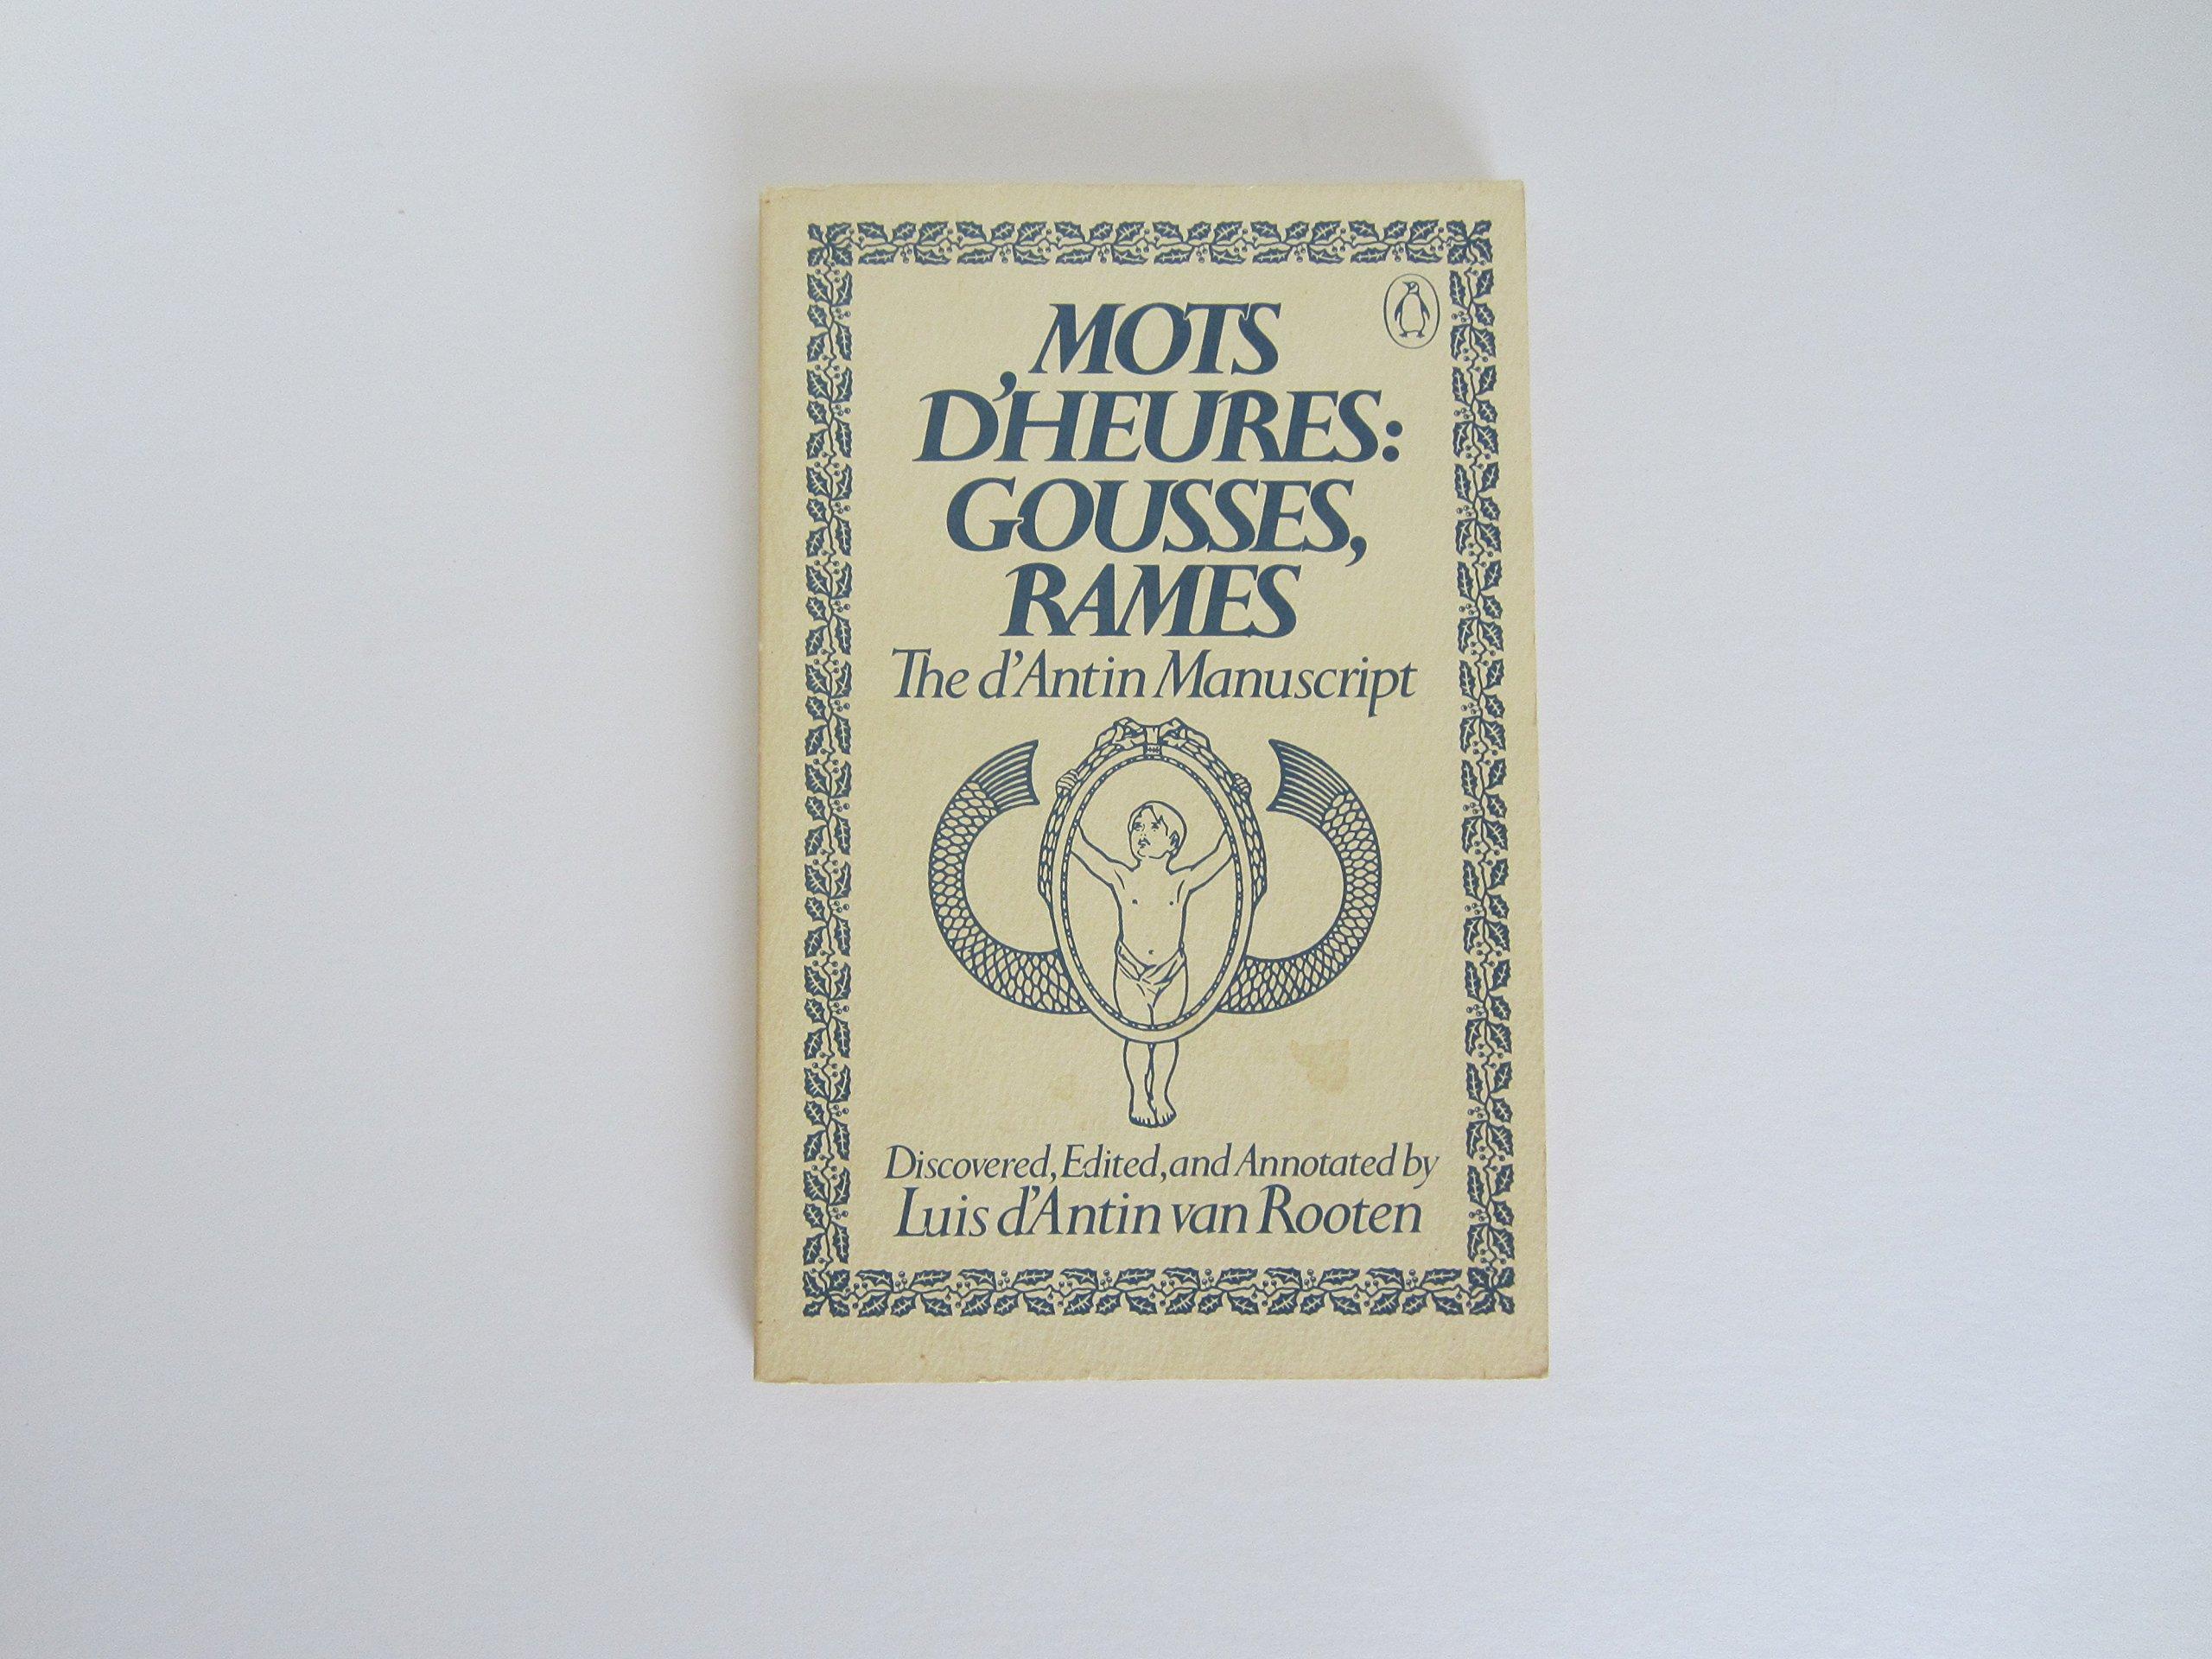 MOTS
D'HEURES:
GOUSSES,
RAMES
The d'Antin Manuscript
Discovered, Edited, and Annotated by
Luis d'Antin van Rooten